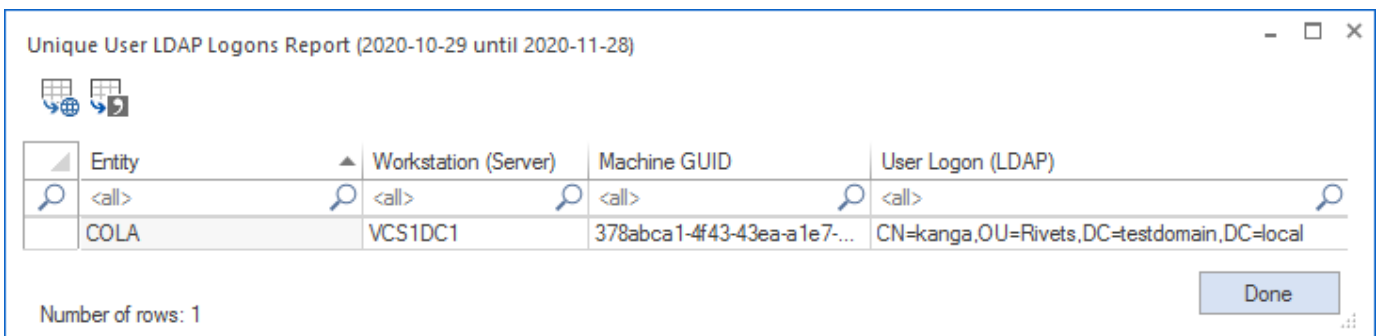 Unique User LDAP Logons Report (2020-10-29 until 2020-11-28)
Entity Workstation (Server) Machine GUID User Logon (LDAP)
<all> <all> <all> <all>
COLA VCS1DC1 378abca1-4f43-43ea-a1e7-... CN=kanga,OU=Rivets,DC=testdomain,DC=local
Done
Number of rows: 1